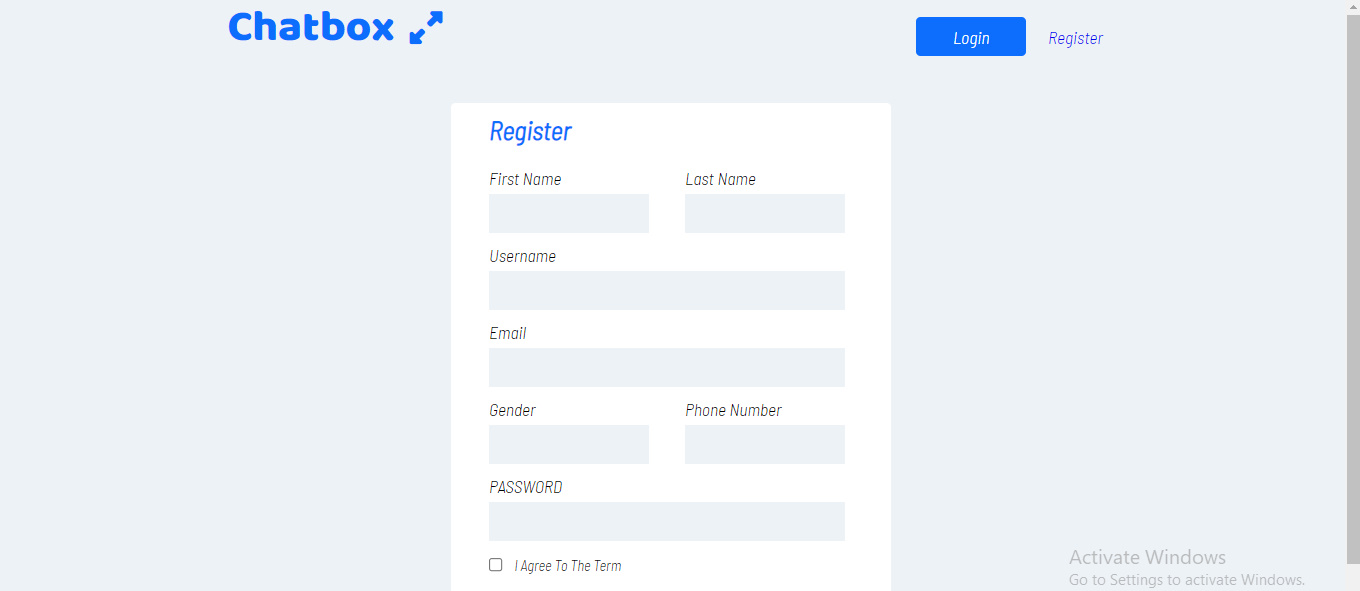 Chatbox
Login Register
Register
First Name Last Name
Username
Email
Gender Phone Number
PASSWORD
I Agree To The Term
Activate Windows
Go to Settings to activate Windows.